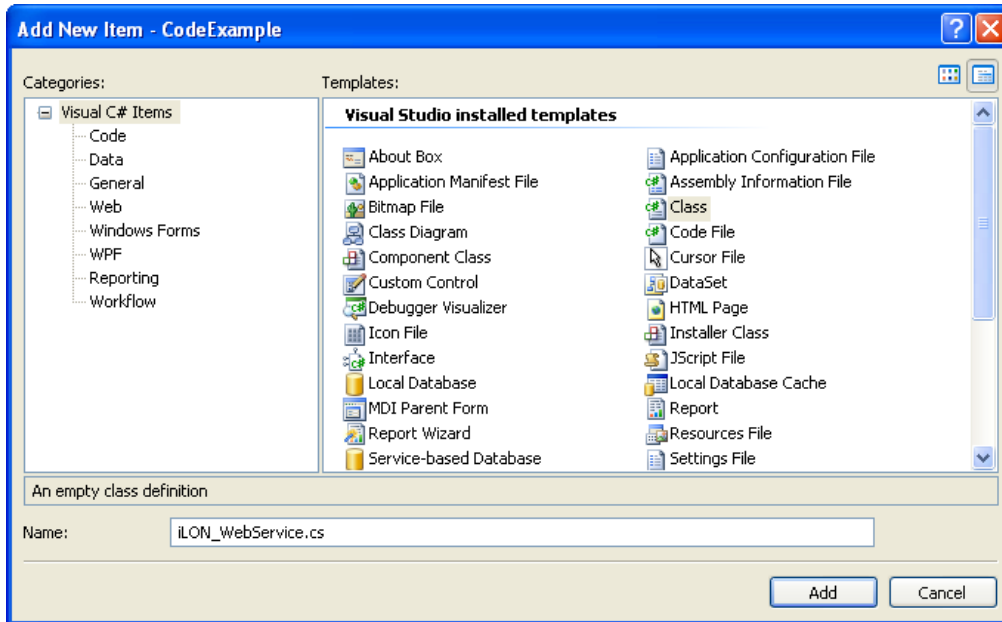 Add New Item - CodeExample
Categories:
Templates:
Visual C# Items
Code
Data
General
Web
Windows Forms
WPF
Reporting
Workflow
Visual Studio installed templates
About Box
Application Configuration File
Application Manifest File
Assembly Information File
Bitmap File
Class
Class Diagram
Code File
Component Class
Cursor File
Custom Control
DataSet
Debugger Visualizer
HTML Page
Icon File
Installer Class
Interface
JScript File
Local Database
Local Database Cache
MDI Parent Form
Report
Report Wizard
Resources File
Service-based Database
Settings File
An empty class definition
Name:
iLON_WebService.cs
Add
Cancel